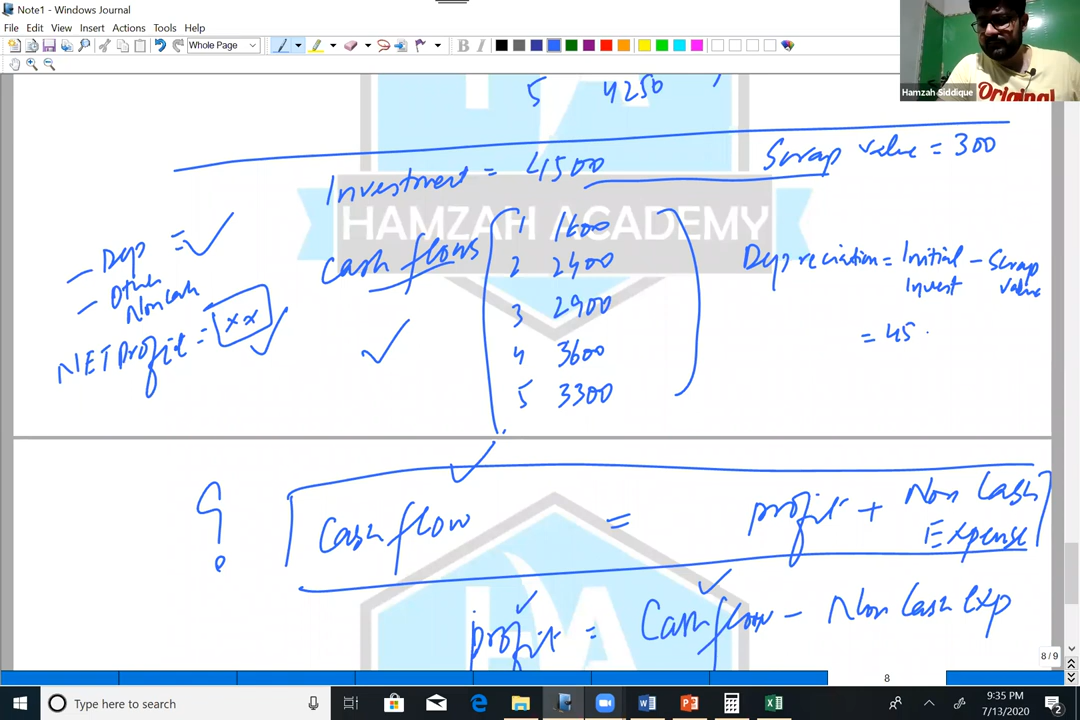 Note1 - Windows Journal
File Edit View Insert Actions Tools Help
Whole Page
Hamzah Siddique
Original
5 4250
Investment = 4500
Scrap value = 300
HAMZAH ACADEMY
Cash flows
1 1600
2 2400
3 2900
4 3600
5 3300
- Dep =
- Other Non Cash
NET Profit = xx
Depreciation = Initial Invest - Scrap value
= 45
Cash flow = profit + Non Cash Expense
?
profit = Cash flow - Non Cash Exp
8/9
8
Type here to search
9:35 PM
7/13/2020
2